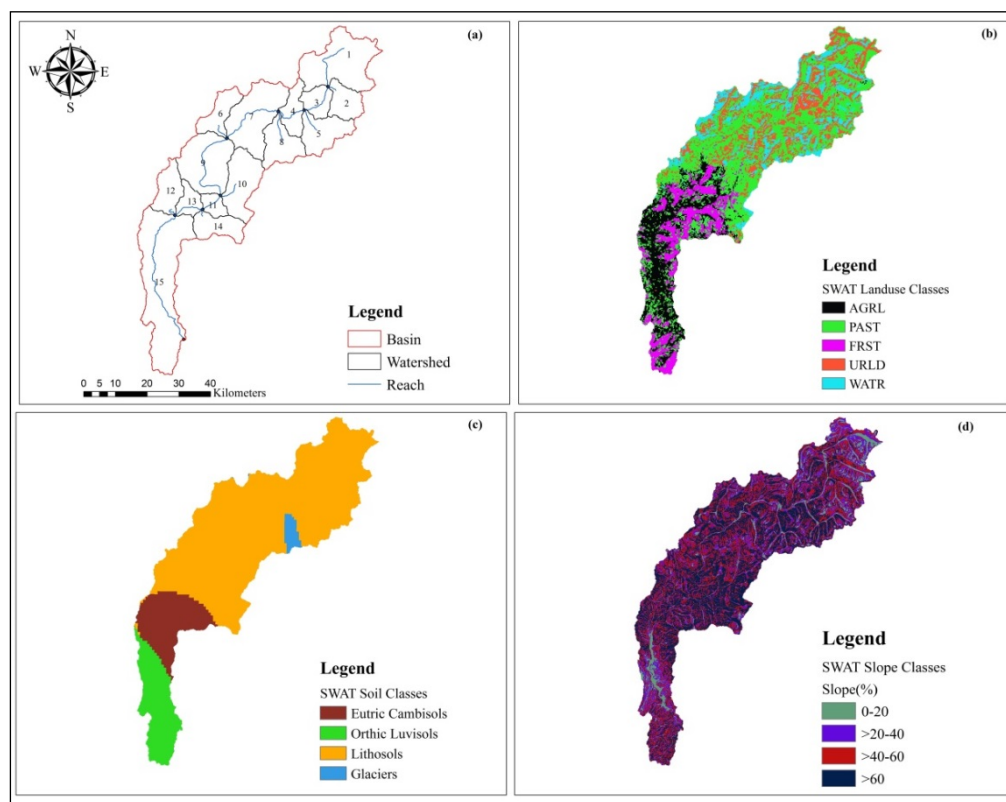 (a)
N
W E
S
1
2
3
4
5
6
8
9
10
11
12
13
14
15
Legend
Basin
Watershed
Reach
0 5 10 20 30 40
Kilometers
(b)
Legend
SWAT Landuse Classes
AGRL
PAST
FRST
URLD
WATR
(c)
Legend
SWAT Soil Classes
Eutric Cambisols
Orthic Luvisols
Lithosols
Glaciers
(d)
Legend
SWAT Slope Classes
Slope(%)
0-20
>20-40
>40-60
>60